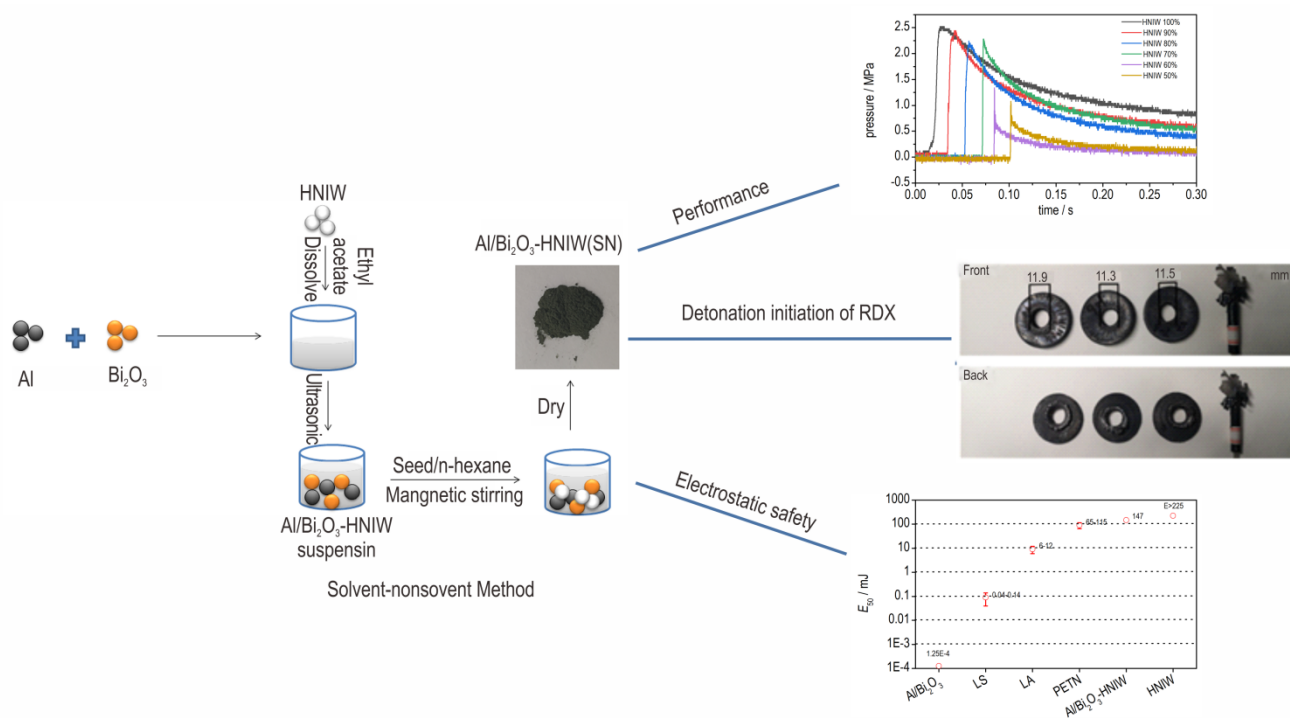 HNIW
Dissolve
Ethyl
acetate
Al
Bi₂O₃
Ultrasonic
Al/Bi₂O₃-HNIW
suspensin
Seed/n-hexane
Mangnetic stirring
Dry
Al/Bi₂O₃-HNIW(SN)
Solvent-nonsovent Method
Performance
Detonation initiation of RDX
Electrostatic safety
pressure / MPa
2.5
2.0
1.5
1.0
0.5
0.0
-0.5
HNIW 100%
HNIW 90%
HNIW 80%
HNIW 70%
HNIW 60%
HNIW 50%
0.00 0.05 0.10 0.15 0.20 0.25 0.30
time / s
Front
11.9 11.3 11.5
mm
Back
E₅₀ / mJ
1000
100
10
1
0.1
0.01
1E-3
1E-4
1.25E-4
0.04-0.14
6-12
65-115
147
E>225
Al/Bi₂O₃
LS
LA
PETN
Al/Bi₂O₃-HNIW
HNIW